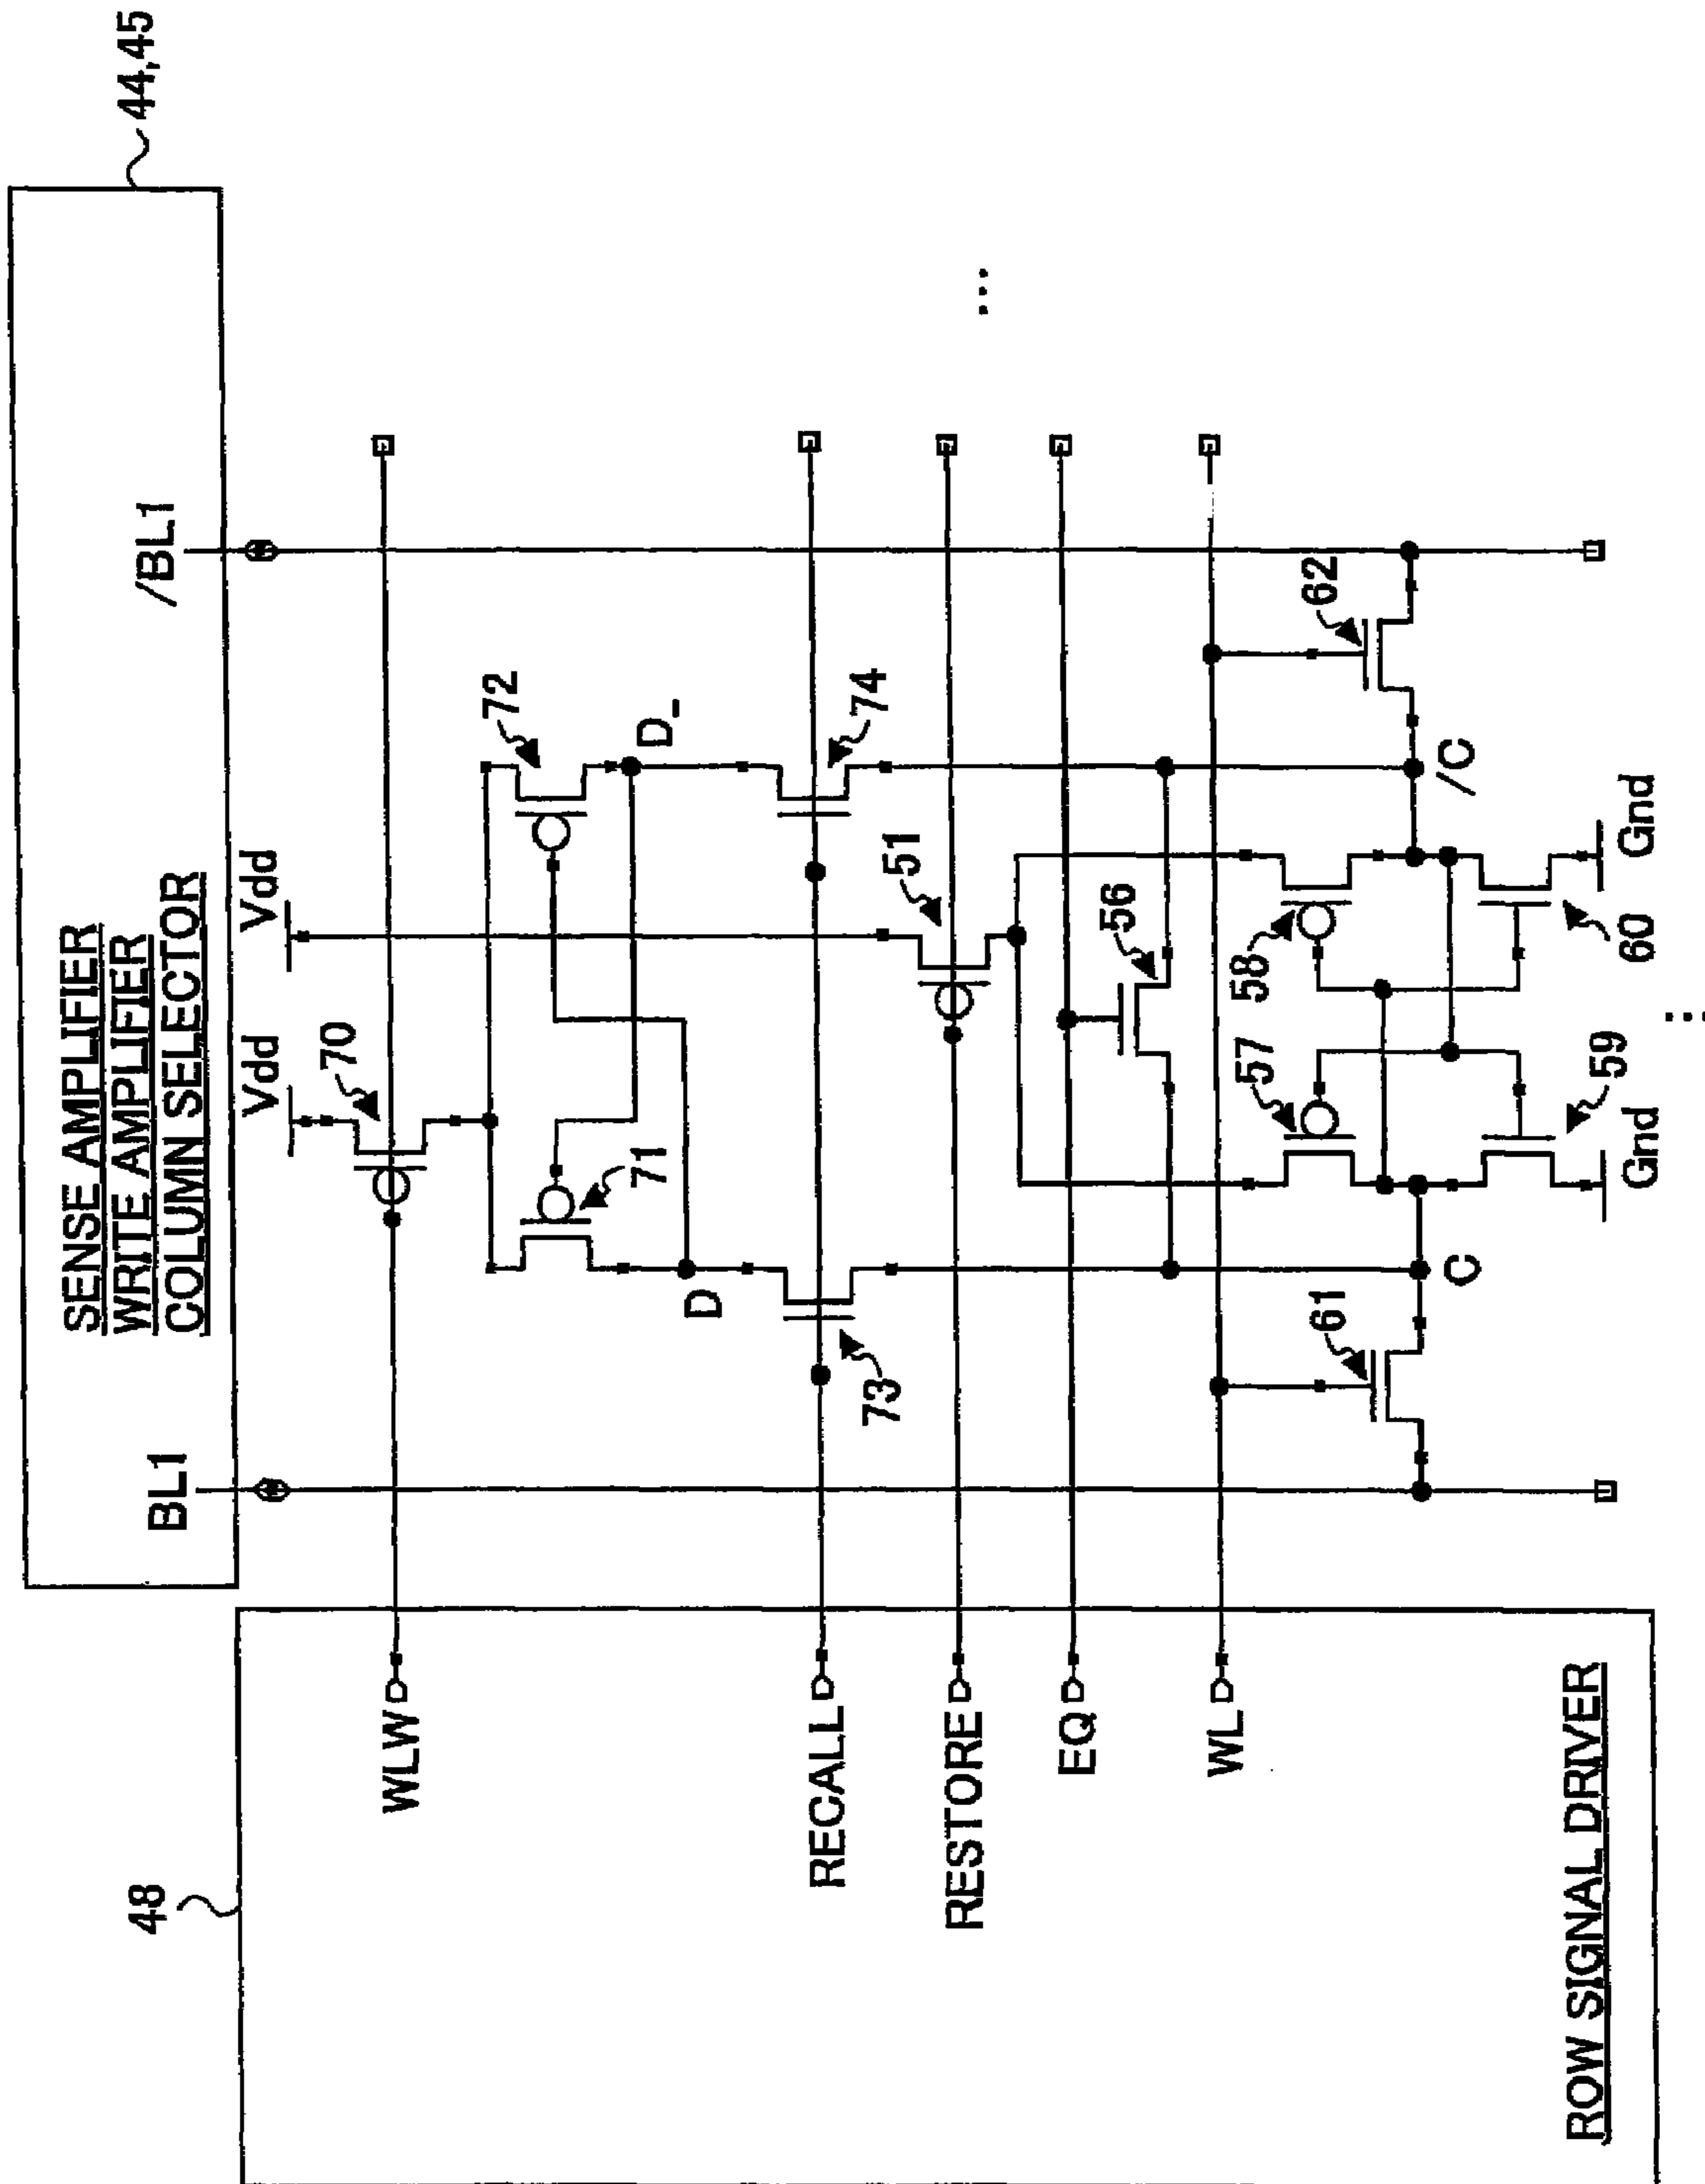 44,45
SENSE AMPLIFIER
WRITE AMPLIFIER
COLUMN SELECTOR
BL1
/BL1
Vdd
Vdd
48
WLW
70
72
71
D
D_
RECALL
73
74
RESTORE
51
EQ
56
WL
61
62
C
/C
57
58
59
60
Gnd
Gnd
ROW SIGNAL DRIVER